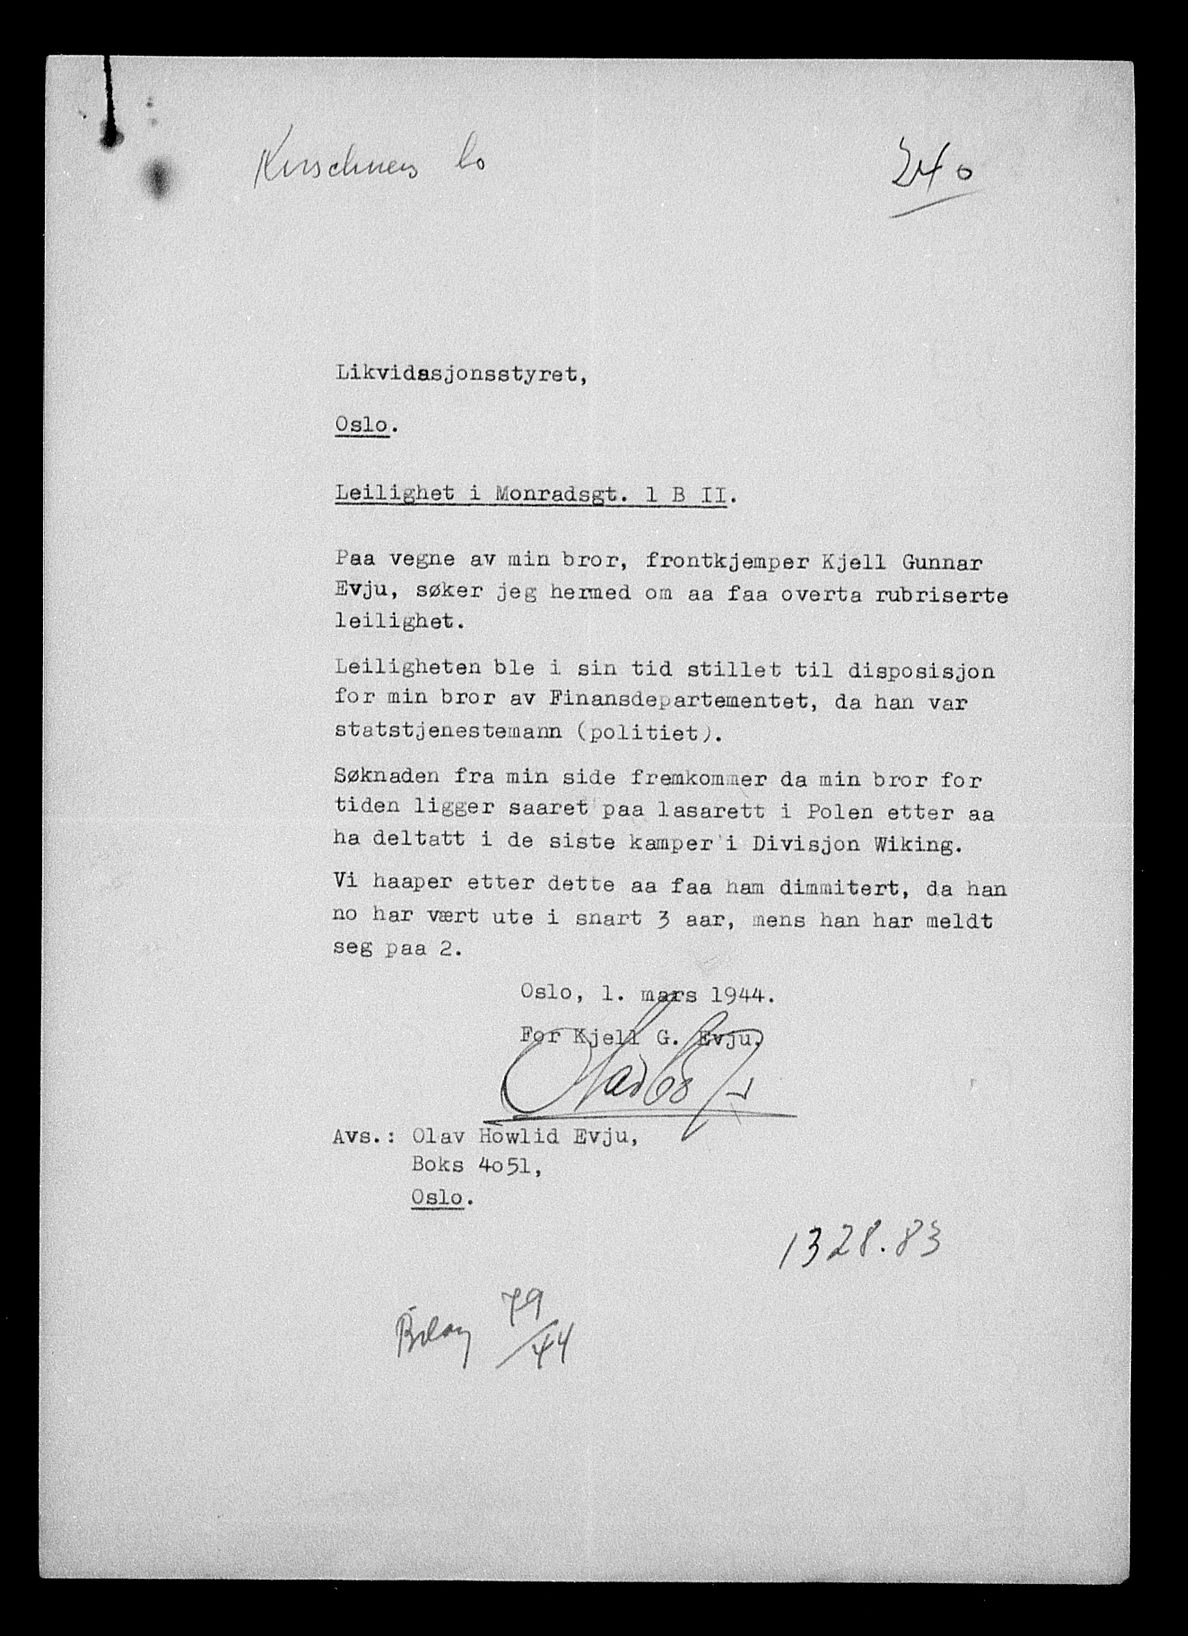 Kirschners bo
240
Likvidasjonsstyret,
Oslo.
Leilighet i Monradsgt. 1 B II.
Paa vegne av min bror, frontkjemper Kjell Gunnar
Evju, søker jeg hermed om aa faa overta rubriserte
leilighet.
Leiligheten ble i sin tid stillet til disposisjon
for min bror av Finansdepartementet, da han var
statstjenestemann (politiet).
Søknaden fra min side fremkommer da min bror for
tiden ligger saaret paa lasarett i Polen etter aa
ha deltatt i de siste kamper i Divisjon Wiking.
Vi haaper etter dette aa faa ham dimmitert, da han
no har vært ute i snart 3 aar, mens han har meldt
seg paa 2.
Oslo, 1. mars 1944.
For Kjell G. Evju.
Avs.: Olav Howlid Evju,
Boks 4o51,
Oslo.
1328.83
79
/44